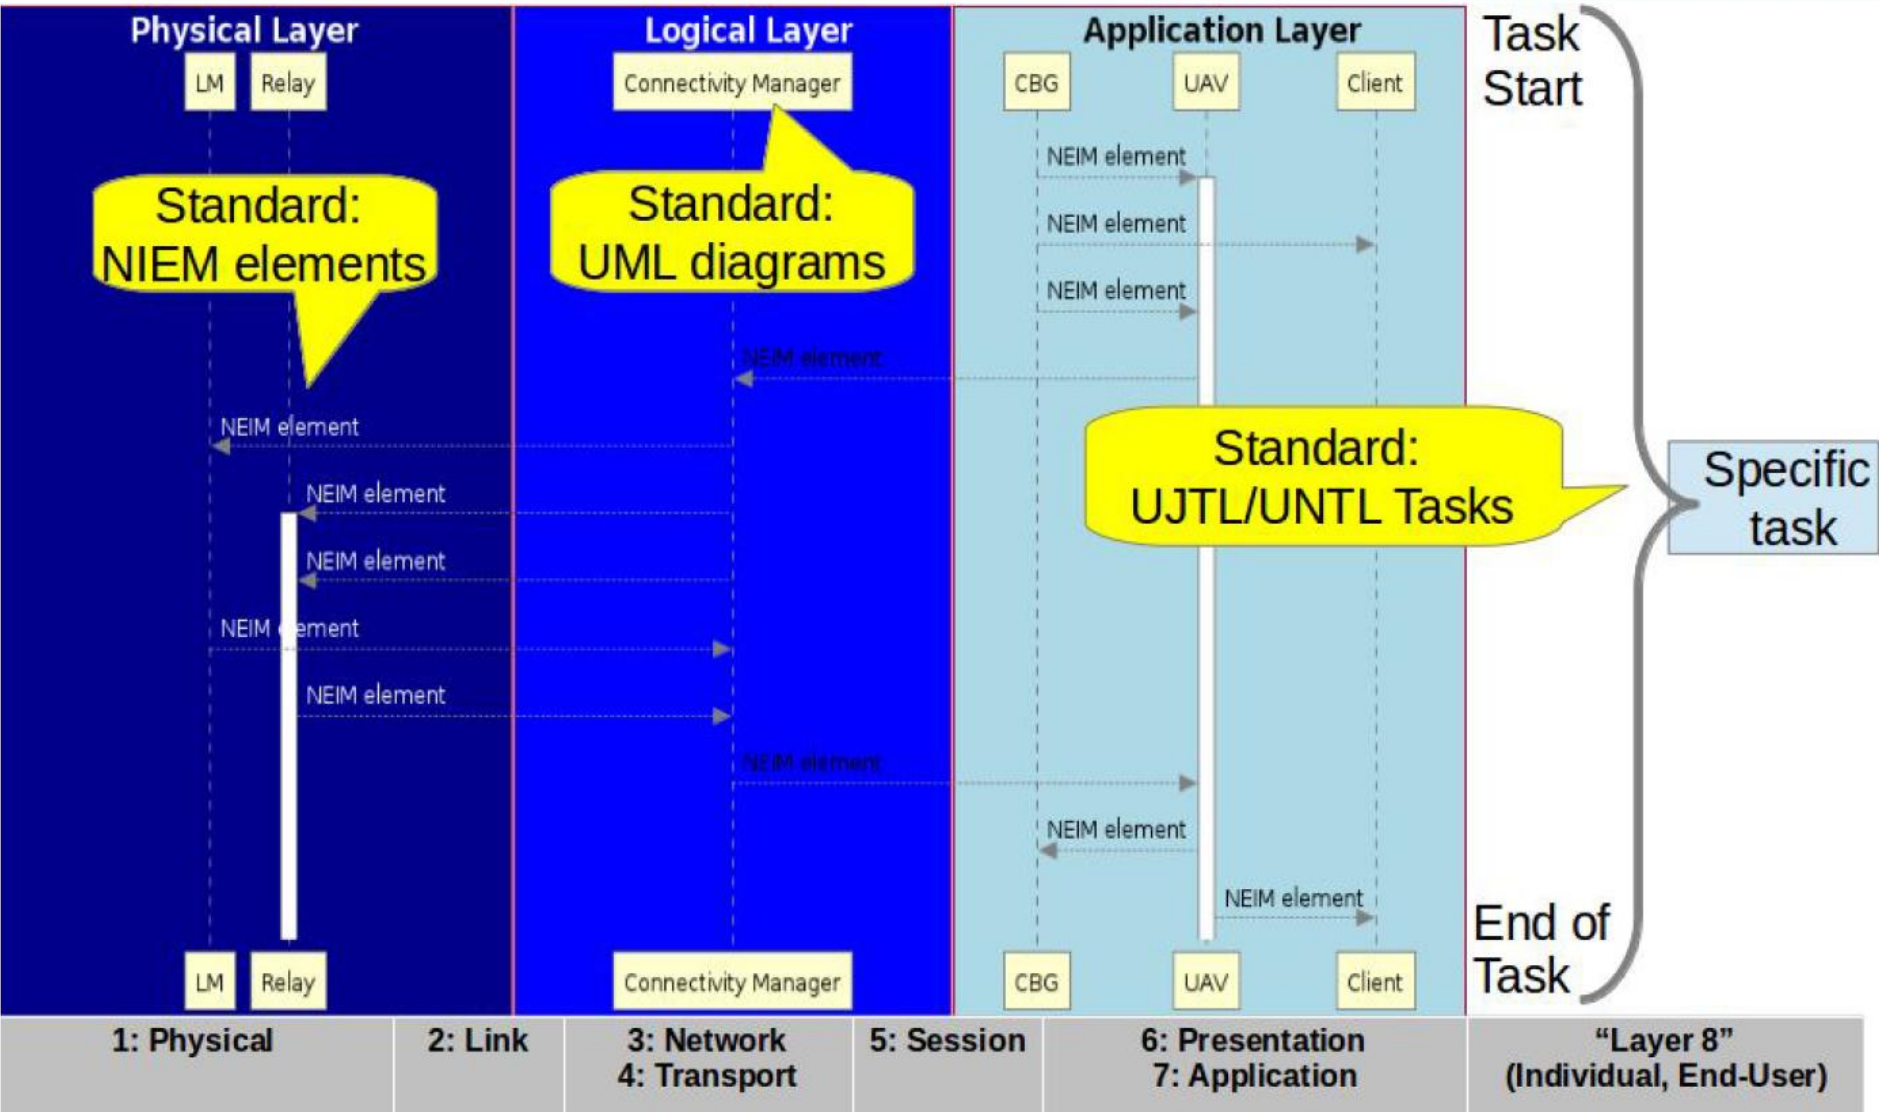 Physical Layer
Logical Layer
Application Layer
Task
Start
LM
Relay
Connectivity Manager
CBG
UAV
Client
NEIM element
Standard:
NIEM elements
Standard:
UML diagrams
NEIM element
NEIM element
NEIM element
NEIM element
Standard:
UJTL/UNTL Tasks
Specific
task
NEIM element
NEIM element
NEIM element
NEIM element
NEIM element
NEIM element
NEIM element
End of
Task
LM
Relay
Connectivity Manager
CBG
UAV
Client
1: Physical
2: Link
3: Network
4: Transport
5: Session
6: Presentation
7: Application
“Layer 8”
(Individual, End-User)